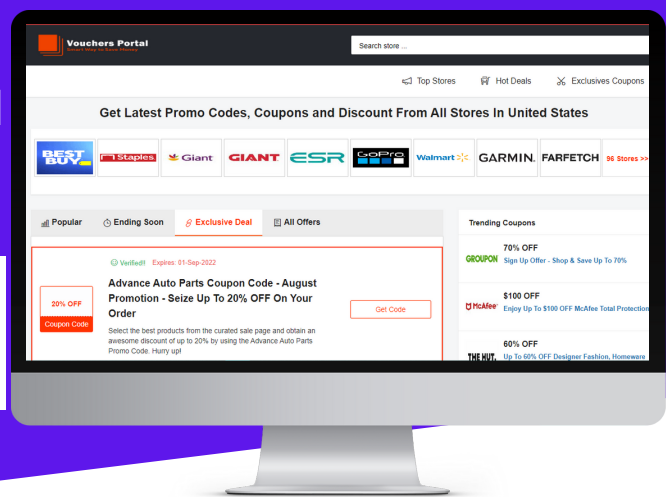 Vouchers Portal
Smart Way to Save Money
Search store ...
Top Stores
Hot Deals
Exclusives Coupons
Get Latest Promo Codes, Coupons and Discount From All Stores In United States
BEST BUY
Staples
Giant
GIANT
ESR
GoPro
Walmart
GARMIN.
FARFETCH
96 Stores >>
Popular
Ending Soon
Exclusive Deal
All Offers
Trending Coupons
Verified!! Expires: 01-Sep-2022
20% OFF
Coupon Code
Advance Auto Parts Coupon Code - August
Promotion - Seize Up To 20% OFF On Your
Order
Select the best products from the curated sale page and obtain an
awesome discount of up to 20% by using the Advance Auto Parts
Promo Code. Hurry up!
Get Code
GROUPON
70% OFF
Sign Up Offer - Shop & Save Up To 70%
McAfee
$100 OFF
Enjoy Up To $100 OFF McAfee Total Protection
THE HUT.
60% OFF
Up To 60% OFF Designer Fashion, Homeware